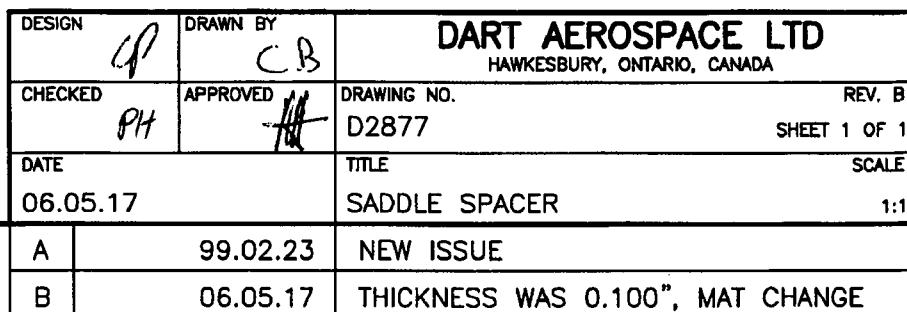 DESIGN
CP
DRAWN BY
C.B
DART AEROSPACE LTD
HAWKESBURY, ONTARIO, CANADA
CHECKED
PH
APPROVED
DRAWING NO.
D2877
REV. B
SHEET 1 OF 1
DATE
06.05.17
TITLE
SADDLE SPACER
SCALE
1:1
A 99.02.23 NEW ISSUE
B 06.05.17 THICKNESS WAS 0.100", MAT CHANGE